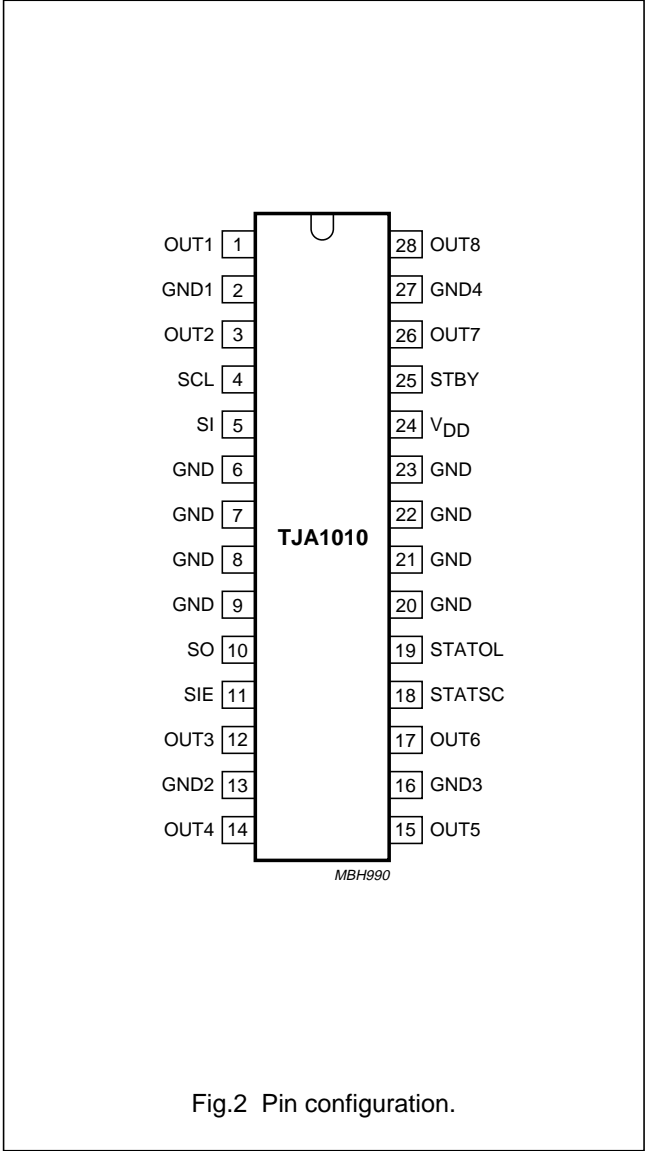 OUT1 1 28 OUT8
GND1 2 27 GND4
OUT2 3 26 OUT7
SCL 4 25 STBY
SI 5 24 VDD
GND 6 23 GND
GND 7 22 GND
TJA1010
GND 8 21 GND
GND 9 20 GND
SO 10 19 STATOL
SIE 11 18 STATSC
OUT3 12 17 OUT6
GND2 13 16 GND3
OUT4 14 15 OUT5
MBH990
Fig.2 Pin configuration.